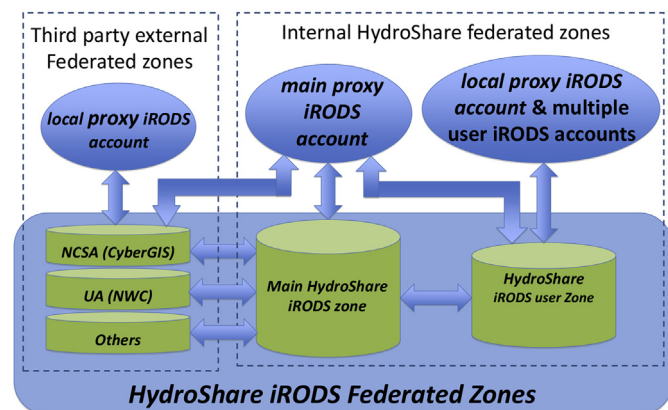 Third party external
Federated zones
Internal HydroShare federated zones
local proxy iRODS
account
main proxy
iRODS
account
local proxy iRODS
account & multiple
user iRODS accounts
NCSA (CyberGIS)
UA (NWC)
Others
Main HydroShare
iRODS zone
HydroShare
iRODS user Zone
HydroShare iRODS Federated Zones